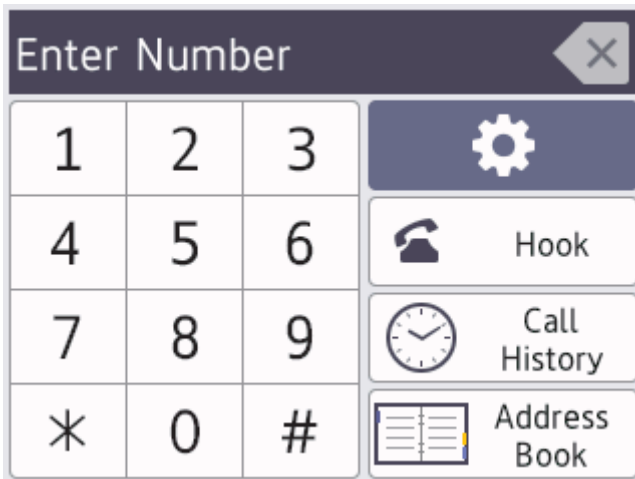 Enter Number
1 2 3
4 5 6
Hook
7 8 9
Call
History
* 0 #
Address
Book